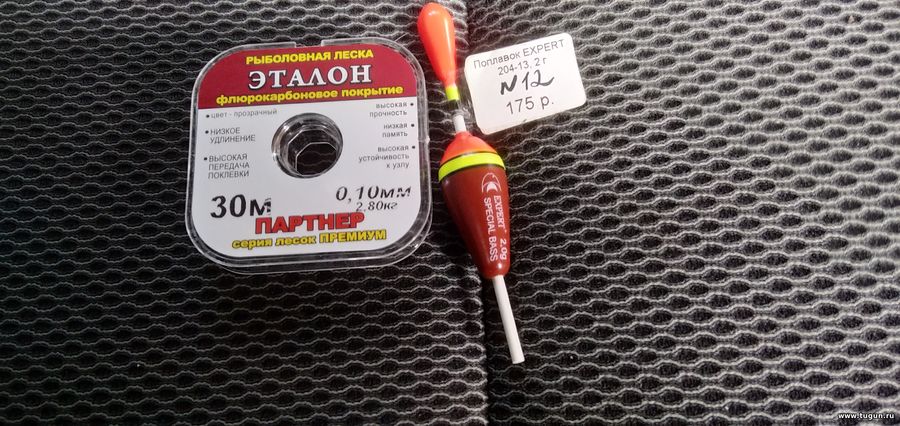 РЫБОЛОВНАЯ ЛЕСКА
ЭТАЛОН
флюрокарбоновое покрытие
• цвет - прозрачный
• НИЗКОЕ
УДЛИНЕНИЕ
• ВЫСОКАЯ
ПЕРЕДАЧА
ПОКЛЕВКИ
высокая •
прочность
низкая •
память
высокая •
устойчивость
к узлу
30м
0,10мм
2,80кг
ПАРТНЕР
серия лесок ПРЕМИУМ
Поплавок EXPERT
204-13, 2 г
N12
175 р.
EXPERT 2.0g
SPECIAL BASS
www.tugun.ru